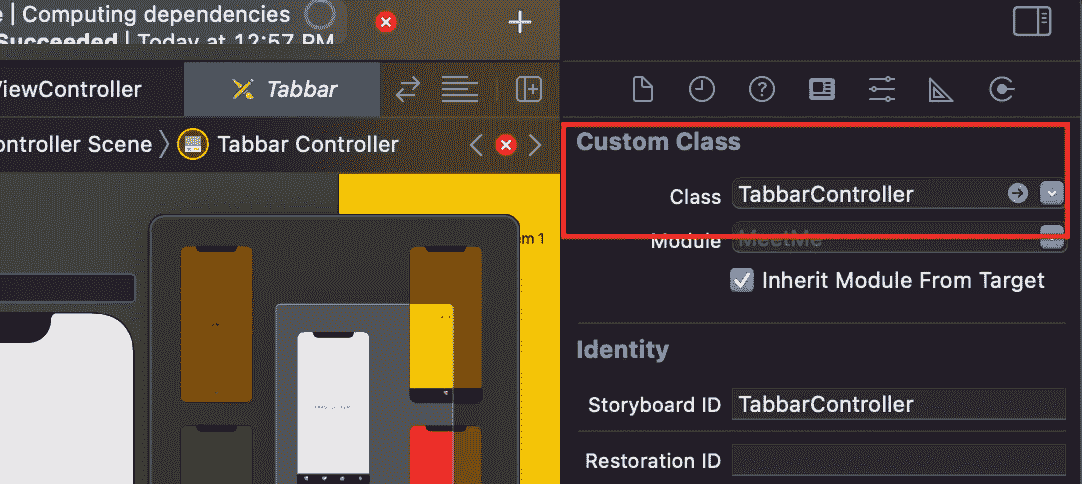 e | Computing dependencies
Succeeded | Today at 12:57 PM
ViewController
Tabbar
ontroller Scene
Tabbar Controller
em 1
Custom Class
Class
TabbarController
Module
MeetMe
Inherit Module From Target
Identity
Storyboard ID
TabbarController
Restoration ID